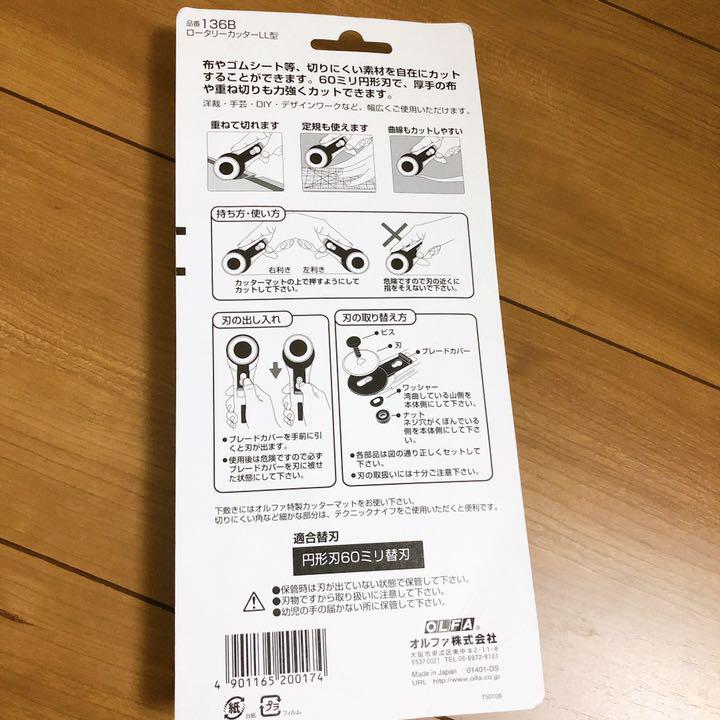 品番 136B
ロータリーカッターLL型
布やゴムシート等、切りにくい素材を自在にカット
することができます。60ミリ円形刃で、厚手の布
や重ね切りも力強くカットできます。
洋裁・手芸・DIY・デザインワークなど、幅広くご使用いただけます。
重ねて切れます
定規も使えます
曲線もカットしやすい
持ち方・使い方
右利き
左利き
カッターマットの上で押すようにして
カットして下さい。
危険ですので刃の近くに
指をそえないで下さい。
刃の出し入れ
●ブレードカバーを手前に引
くと刃が出ます。
●使用後は危険ですので必ず
ブレードカバーを刃に被せ
た状態にして下さい。
刃の取り替え方
ビス
刃
ブレードカバー
ワッシャー
湾曲している山側を
本体側にして下さい。
ナット
ネジ穴がくぼんでいる
側を本体側にして下さ
い。
●各部品は図の通り正しくセットして
下さい。
●刃の取扱いには十分ご注意下さい。
下敷きにはオルファ特製カッターマットをお使い下さい。
切りにくい角など細かな部分は、テクニックナイフをご使用いただくと便利です。
適合替刃
円形刃60ミリ替刃
●保管時は刃が出ていない状態で保管して下さい。
●刃物ですから取り扱いに注意して下さい。
●幼児の手の届かない所に保管して下さい。
OLFA
オルファ株式会社
大阪市東成区東中本2-11-8
〒537-0021 TEL.06-6972-8101
Made in Japan 01401-DS
URL http://www.olfa.co.jp
4 901165 200174
紙 台紙
プラ フィルム
750106